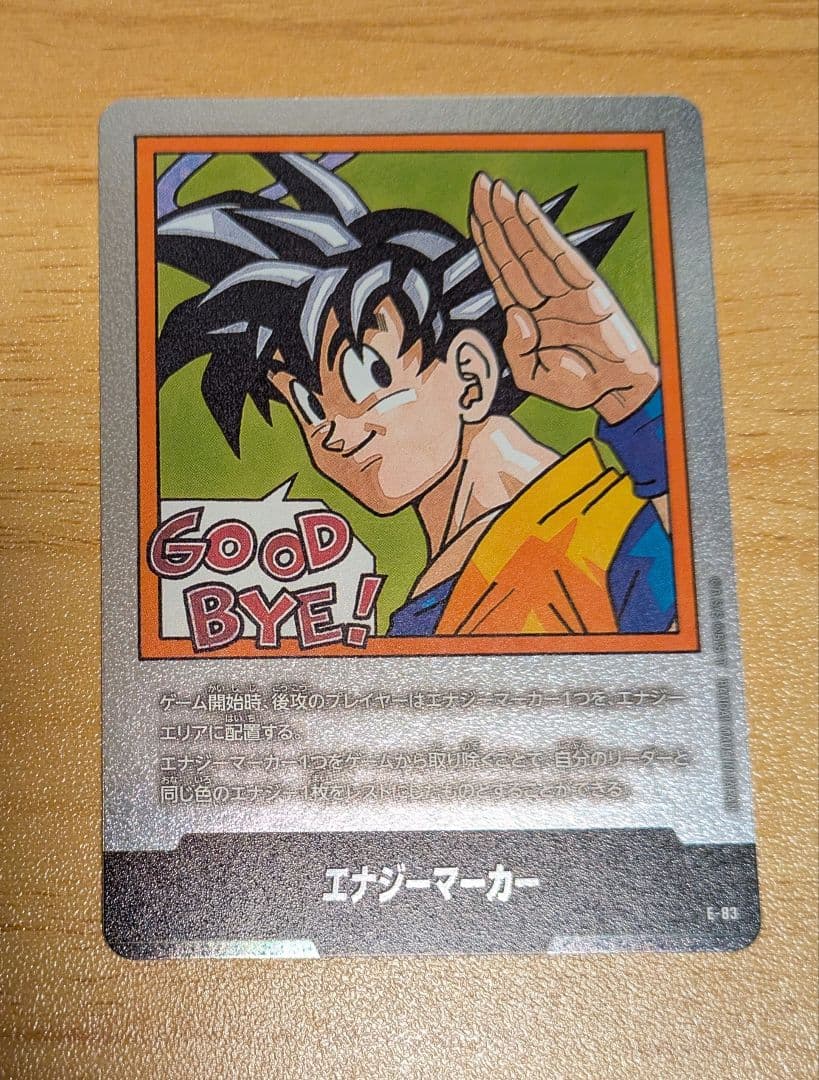 GOOD
BYE!
ゲーム開始時、後攻のプレイヤーはエナジーマーカー1つを、エナジー
エリアに配置する。
エナジーマーカー1つをゲームから取り除くことで、自分のリーダーと
同じ色のエナジー1枚をレストにしたものとすることができる。
エナジーマーカー
E-83